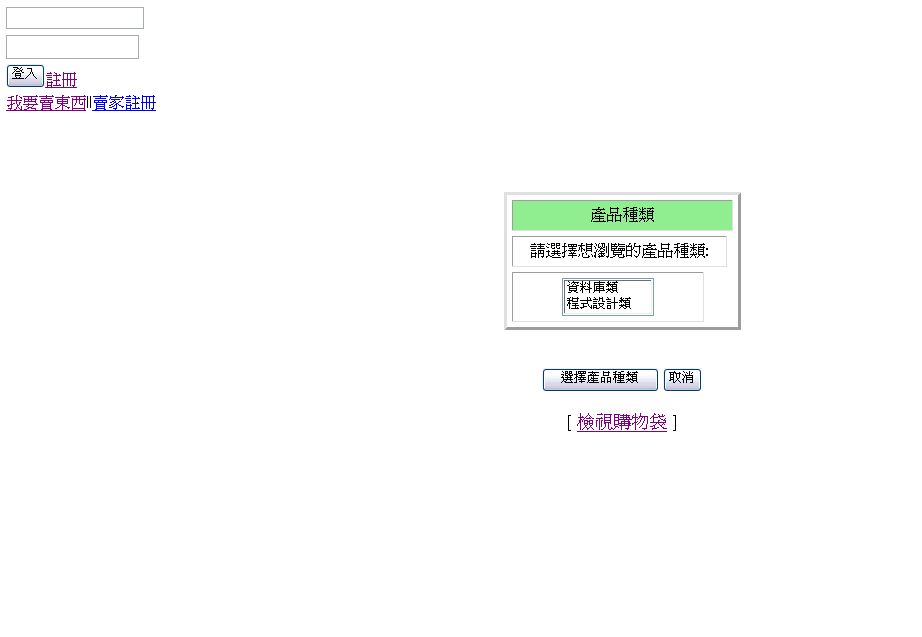 登入 註冊
我要賣東西||賣家註冊
產品種類
請選擇想瀏覽的產品種類:
資料庫類
程式設計類
選擇產品種類 取消
[ 檢視購物袋 ]